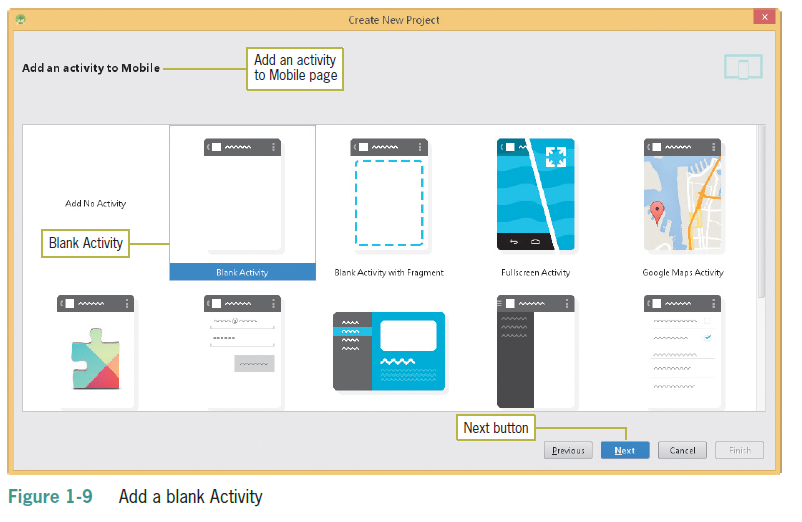 Create New Project
Add an activity to Mobile
Add an activity
to Mobile page
Add No Activity
Blank Activity
Blank Activity
Blank Activity with Fragment
Fullscreen Activity
Google Maps Activity
Next button
Previous
Next
Cancel
Finish
Figure 1-9 Add a blank Activity